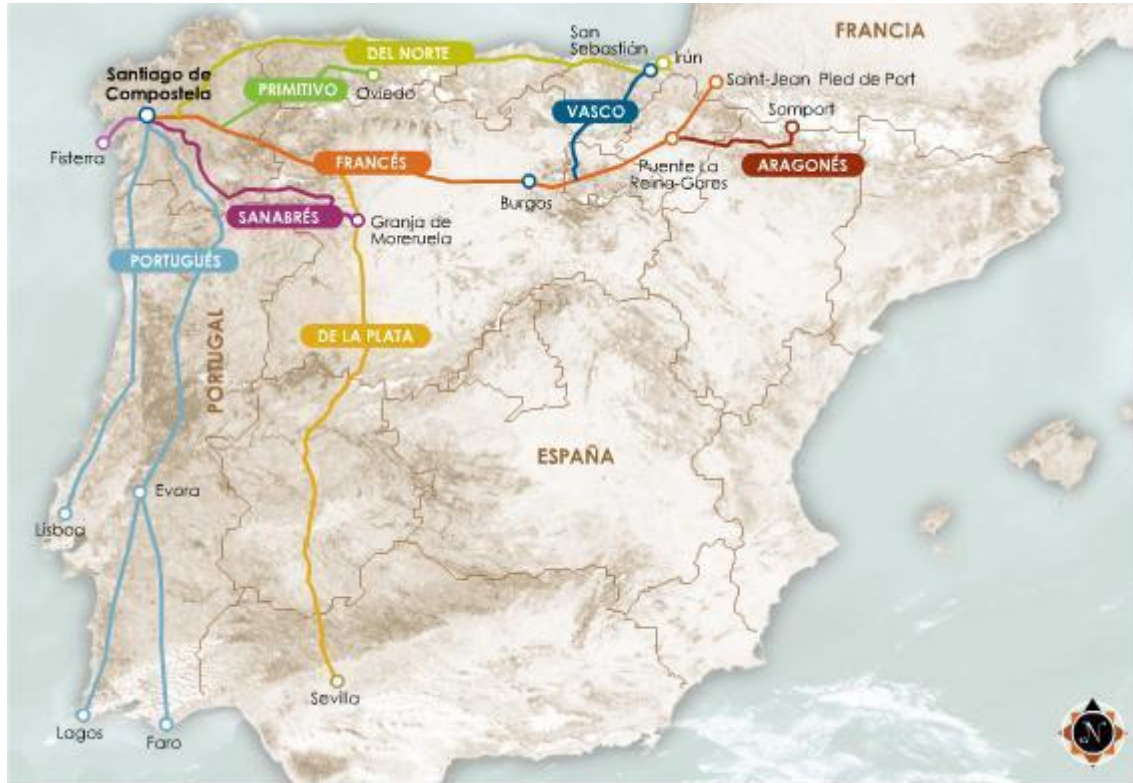 FRANCIA
San
Sebastián
Irún
DEL NORTE
Santiago de
Compostela
PRIMITIVO
Oviedo
Saint-Jean Pied de Port
Somport
VASCO
Fisterra
FRANCÉS
Puente La
Reina-Gares
ARAGONÉS
Burgos
SANABRÉS
Granja de
Moreruela
PORTUGUÉS
PORTUGAL
DE LA PLATA
ESPAÑA
Evora
Lisboa
Sevilla
Lagos
Faro
N